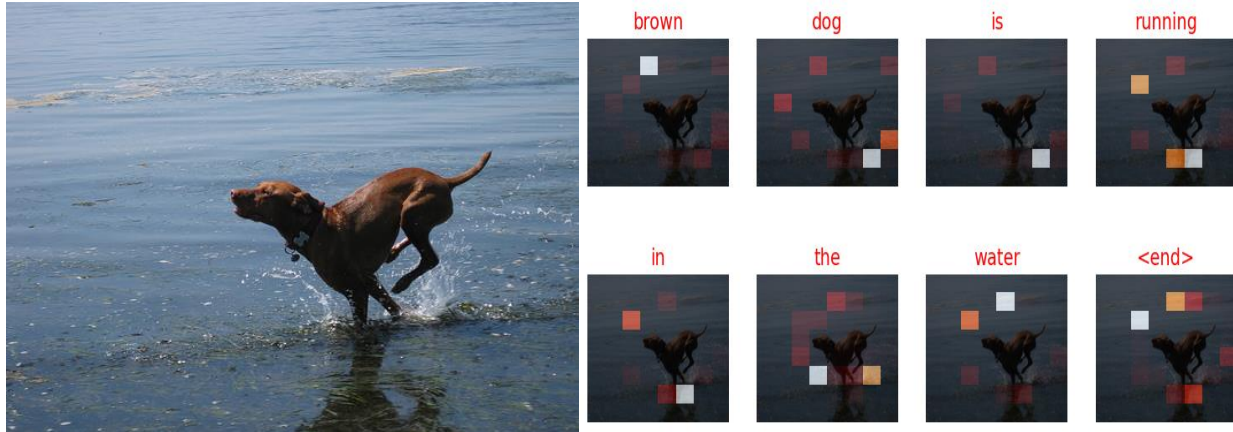 brown dog is running
in the water <end>